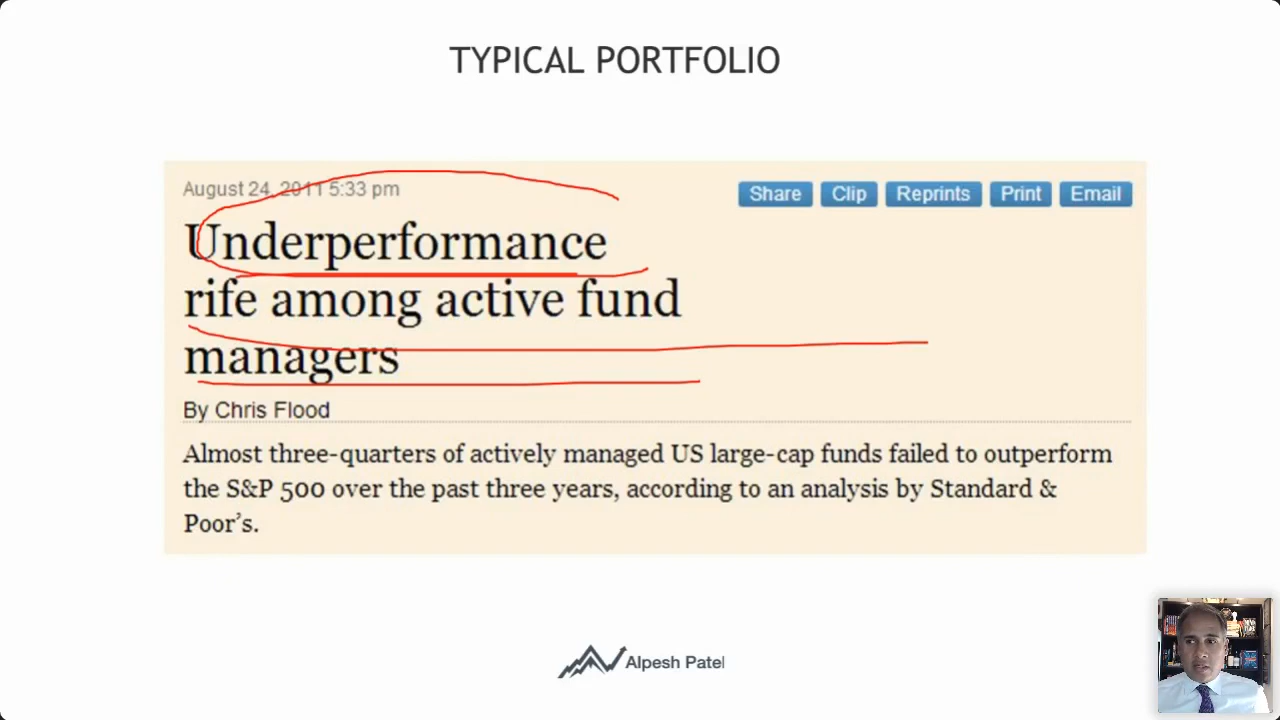 TYPICAL PORTFOLIO
August 24, 2011 5:33 pm
Share Clip Reprints Print Email
Underperformance
rife among active fund
managers
By Chris Flood
Almost three-quarters of actively managed US large-cap funds failed to outperform
the S&P 500 over the past three years, according to an analysis by Standard &
Poor's.
Alpesh Patel